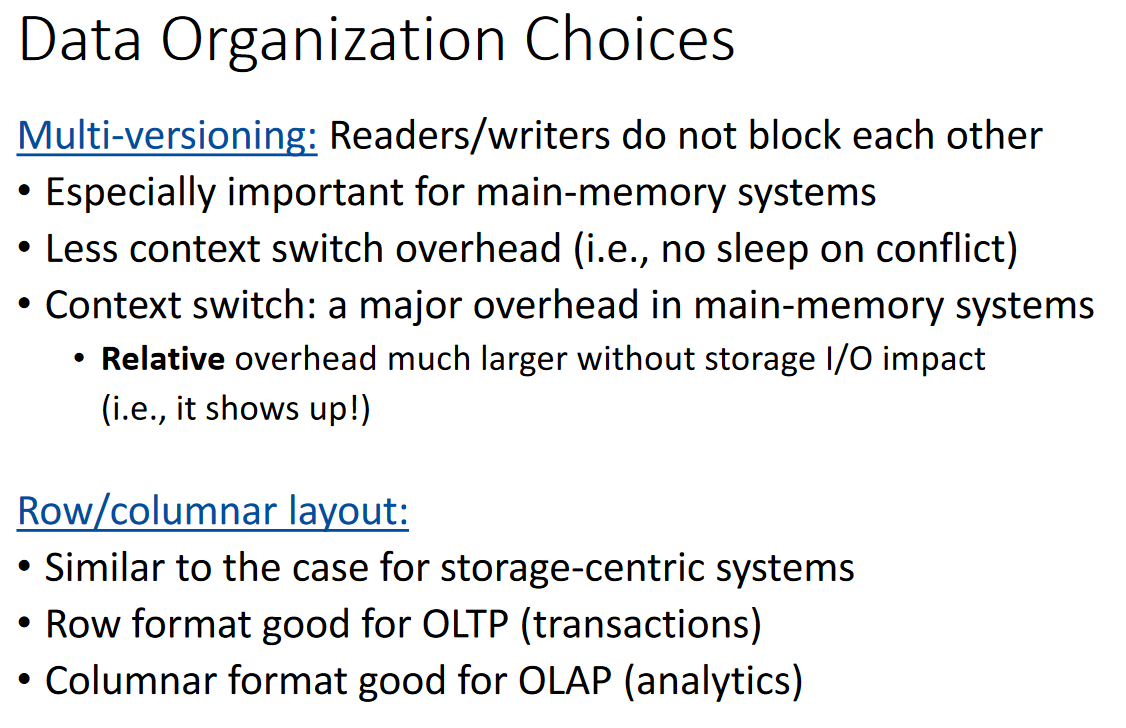 Data Organization Choices
Multi-versioning: Readers/writers do not block each other
• Especially important for main-memory systems
• Less context switch overhead (i.e., no sleep on conflict)
• Context switch: a major overhead in main-memory systems
• Relative overhead much larger without storage I/O impact
(i.e., it shows up!)
Row/columnar layout:
• Similar to the case for storage-centric systems
• Row format good for OLTP (transactions)
• Columnar format good for OLAP (analytics)